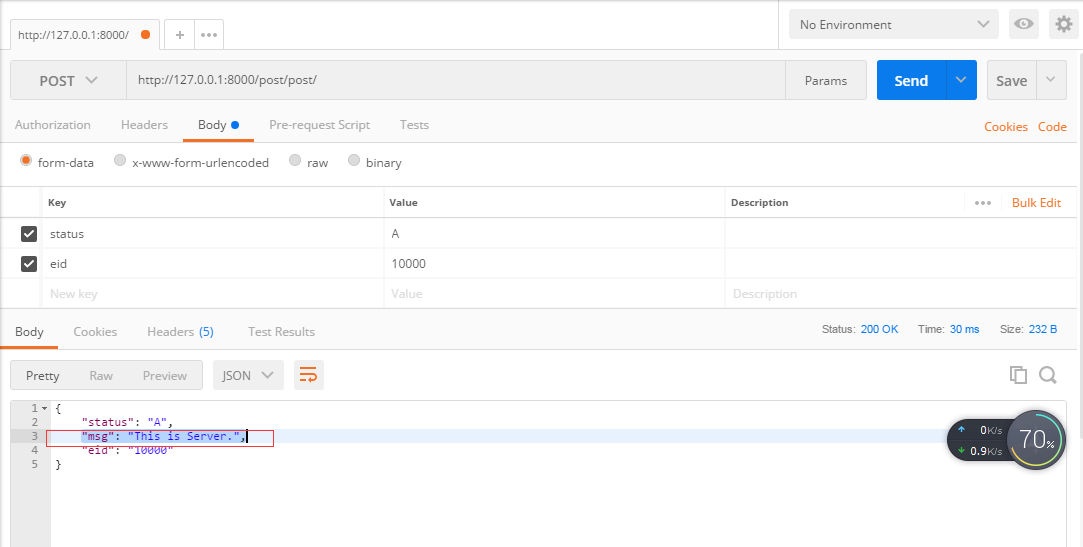 http://127.0.0.1:8000/ + ••• No Environment
POST http://127.0.0.1:8000/post/post/ Params Send Save
Authorization Headers Body Pre-request Script Tests Cookies Code
form-data x-www-form-urlencoded raw binary
Key Value Description ••• Bulk Edit
status A
eid 10000
New key Value Description
Body Cookies Headers (5) Test Results Status: 200 OK Time: 30 ms Size: 232 B
Pretty Raw Preview JSON
1 {
2 "status": "A",
3 "msg": "This is Server.",
4 "eid": "10000"
5 }
0K/s
0.9K/s
70%